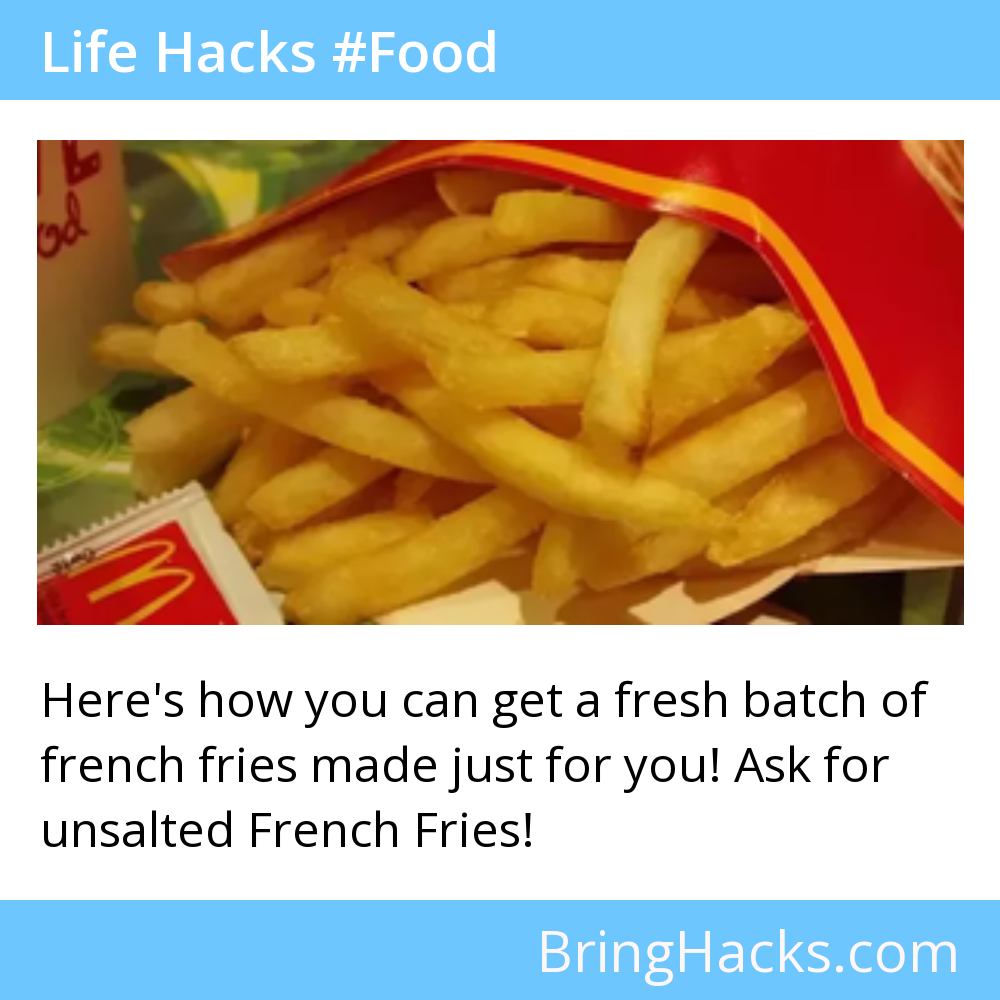 Life Hacks #Food
Here's how you can get a fresh batch of
french fries made just for you! Ask for
unsalted French Fries!
BringHacks.com